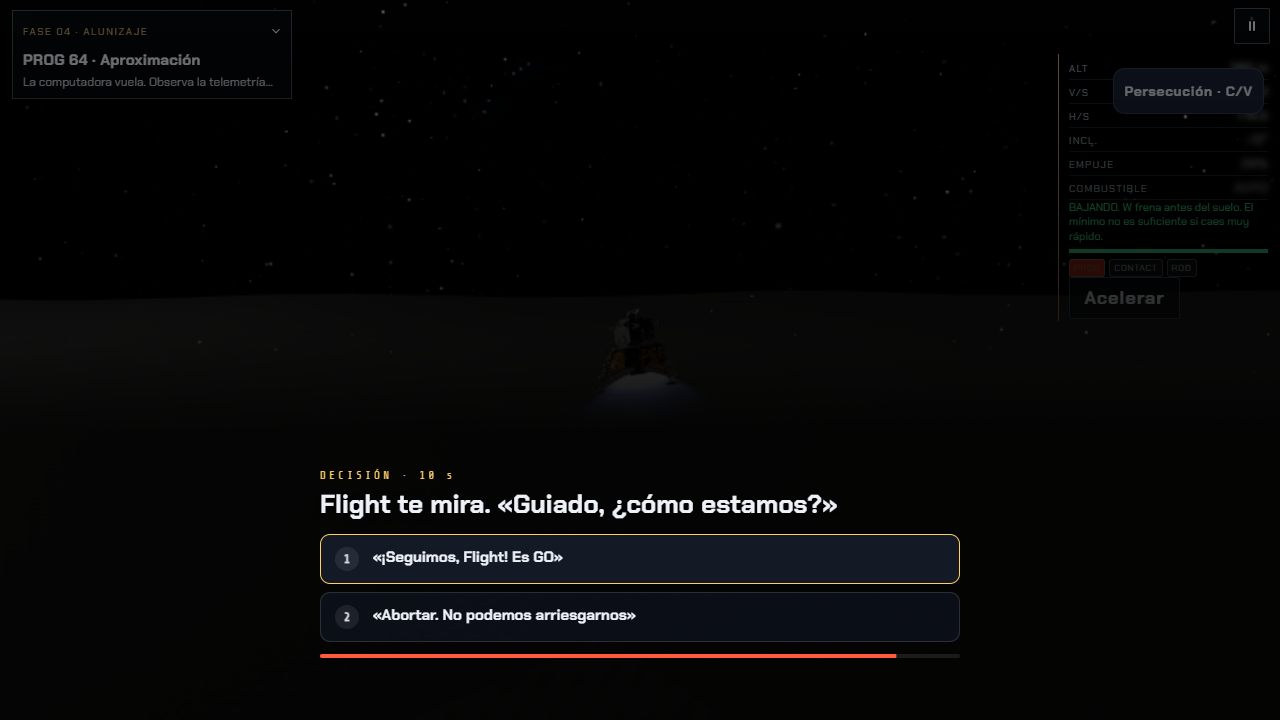 FASE 04 · ALUNIZAJE
PROG 64 · Aproximación
La computadora vuela. Observa la telemetría...
ALT
V/S
H/S
INCL.
EMPUJE
COMBUSTIBLE
Persecución · C/V
BAJANDO. W frena antes del suelo. El
mínimo no es suficiente si caes muy
rápido.
CONTACT
ROD
Acelerar
DECISIÓN · 10 s
Flight te mira. «Guiado, ¿cómo estamos?»
1 «¡Seguimos, Flight! Es GO»
2 «Abortar. No podemos arriesgarnos»